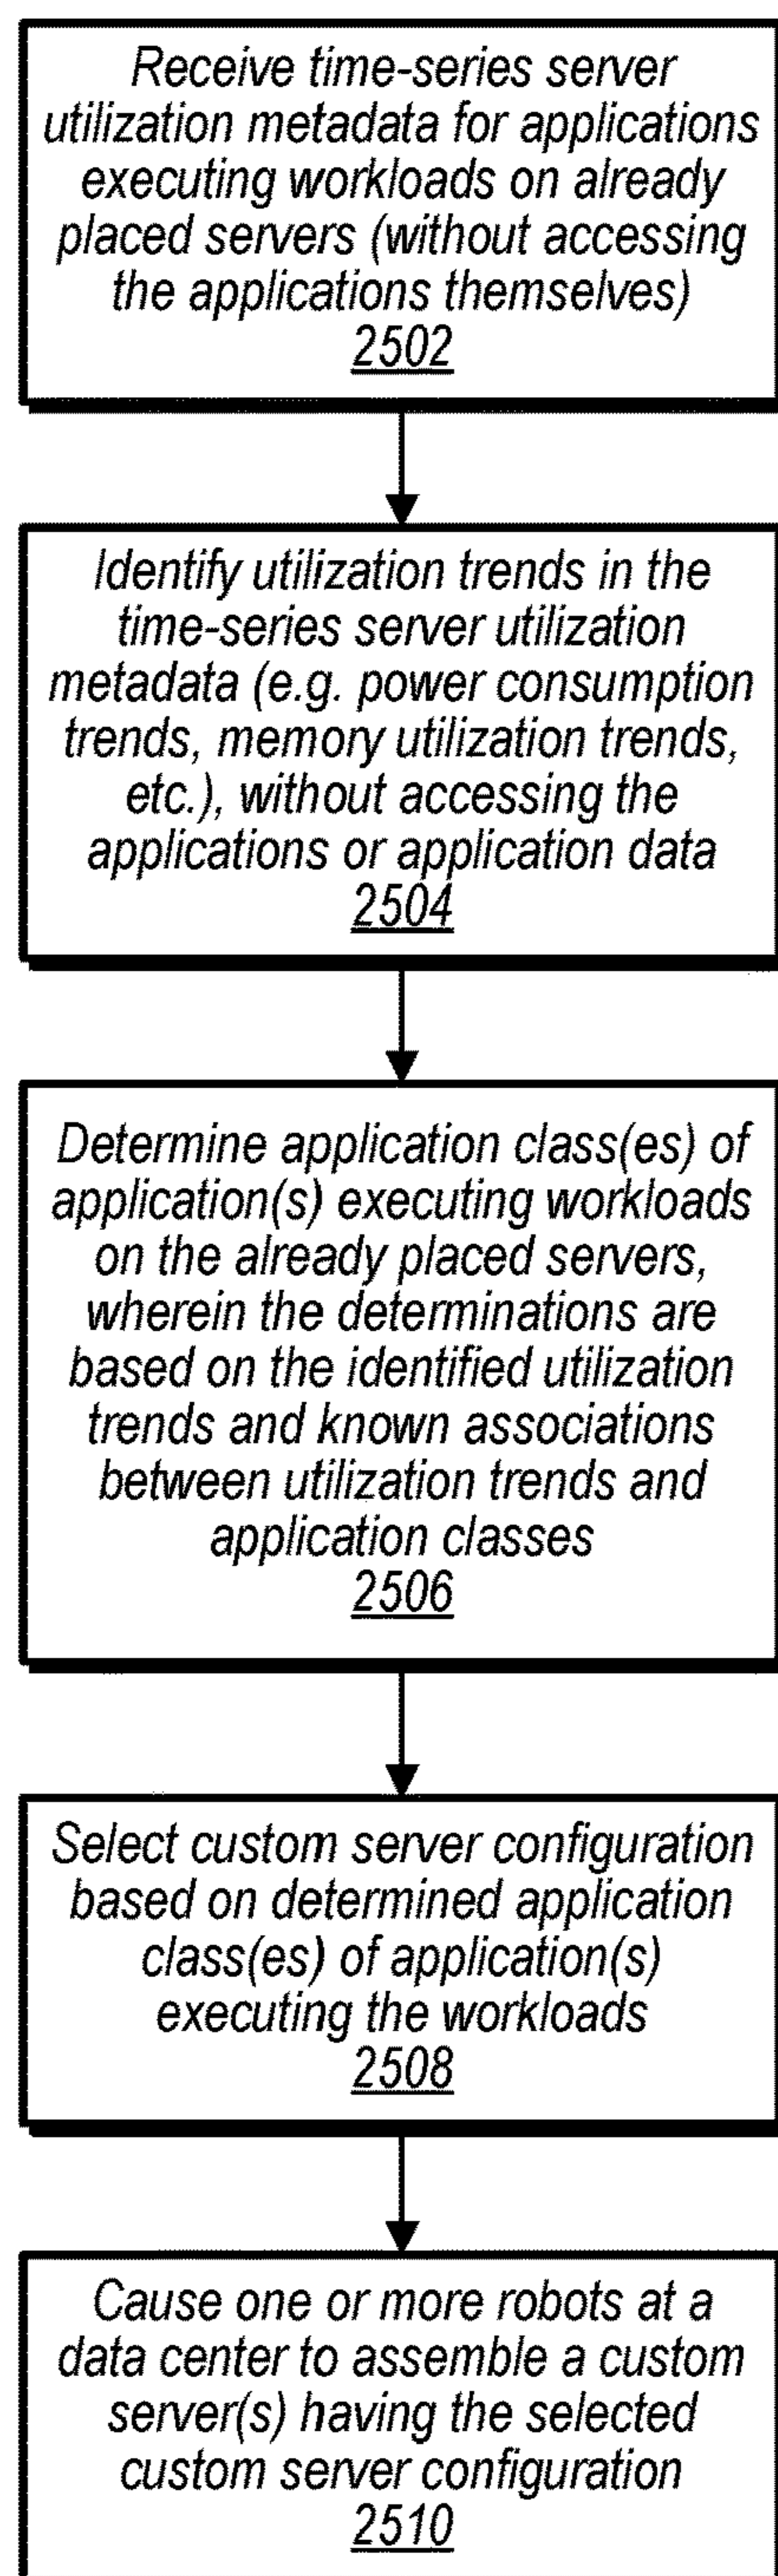 Receive time-series server
utilization metadata for applications
executing workloads on already
placed servers (without accessing
the applications themselves)
2502
Identify utilization trends in the
time-series server utilization
metadata (e.g. power consumption
trends, memory utilization trends,
etc.), without accessing the
applications or application data
2504
Determine application class(es) of
application(s) executing workloads
on the already placed servers,
wherein the determinations are
based on the identified utilization
trends and known associations
between utilization trends and
application classes
2506
Select custom server configuration
based on determined application
class(es) of application(s)
executing the workloads
2508
Cause one or more robots at a
data center to assemble a custom
server(s) having the selected
custom server configuration
2510